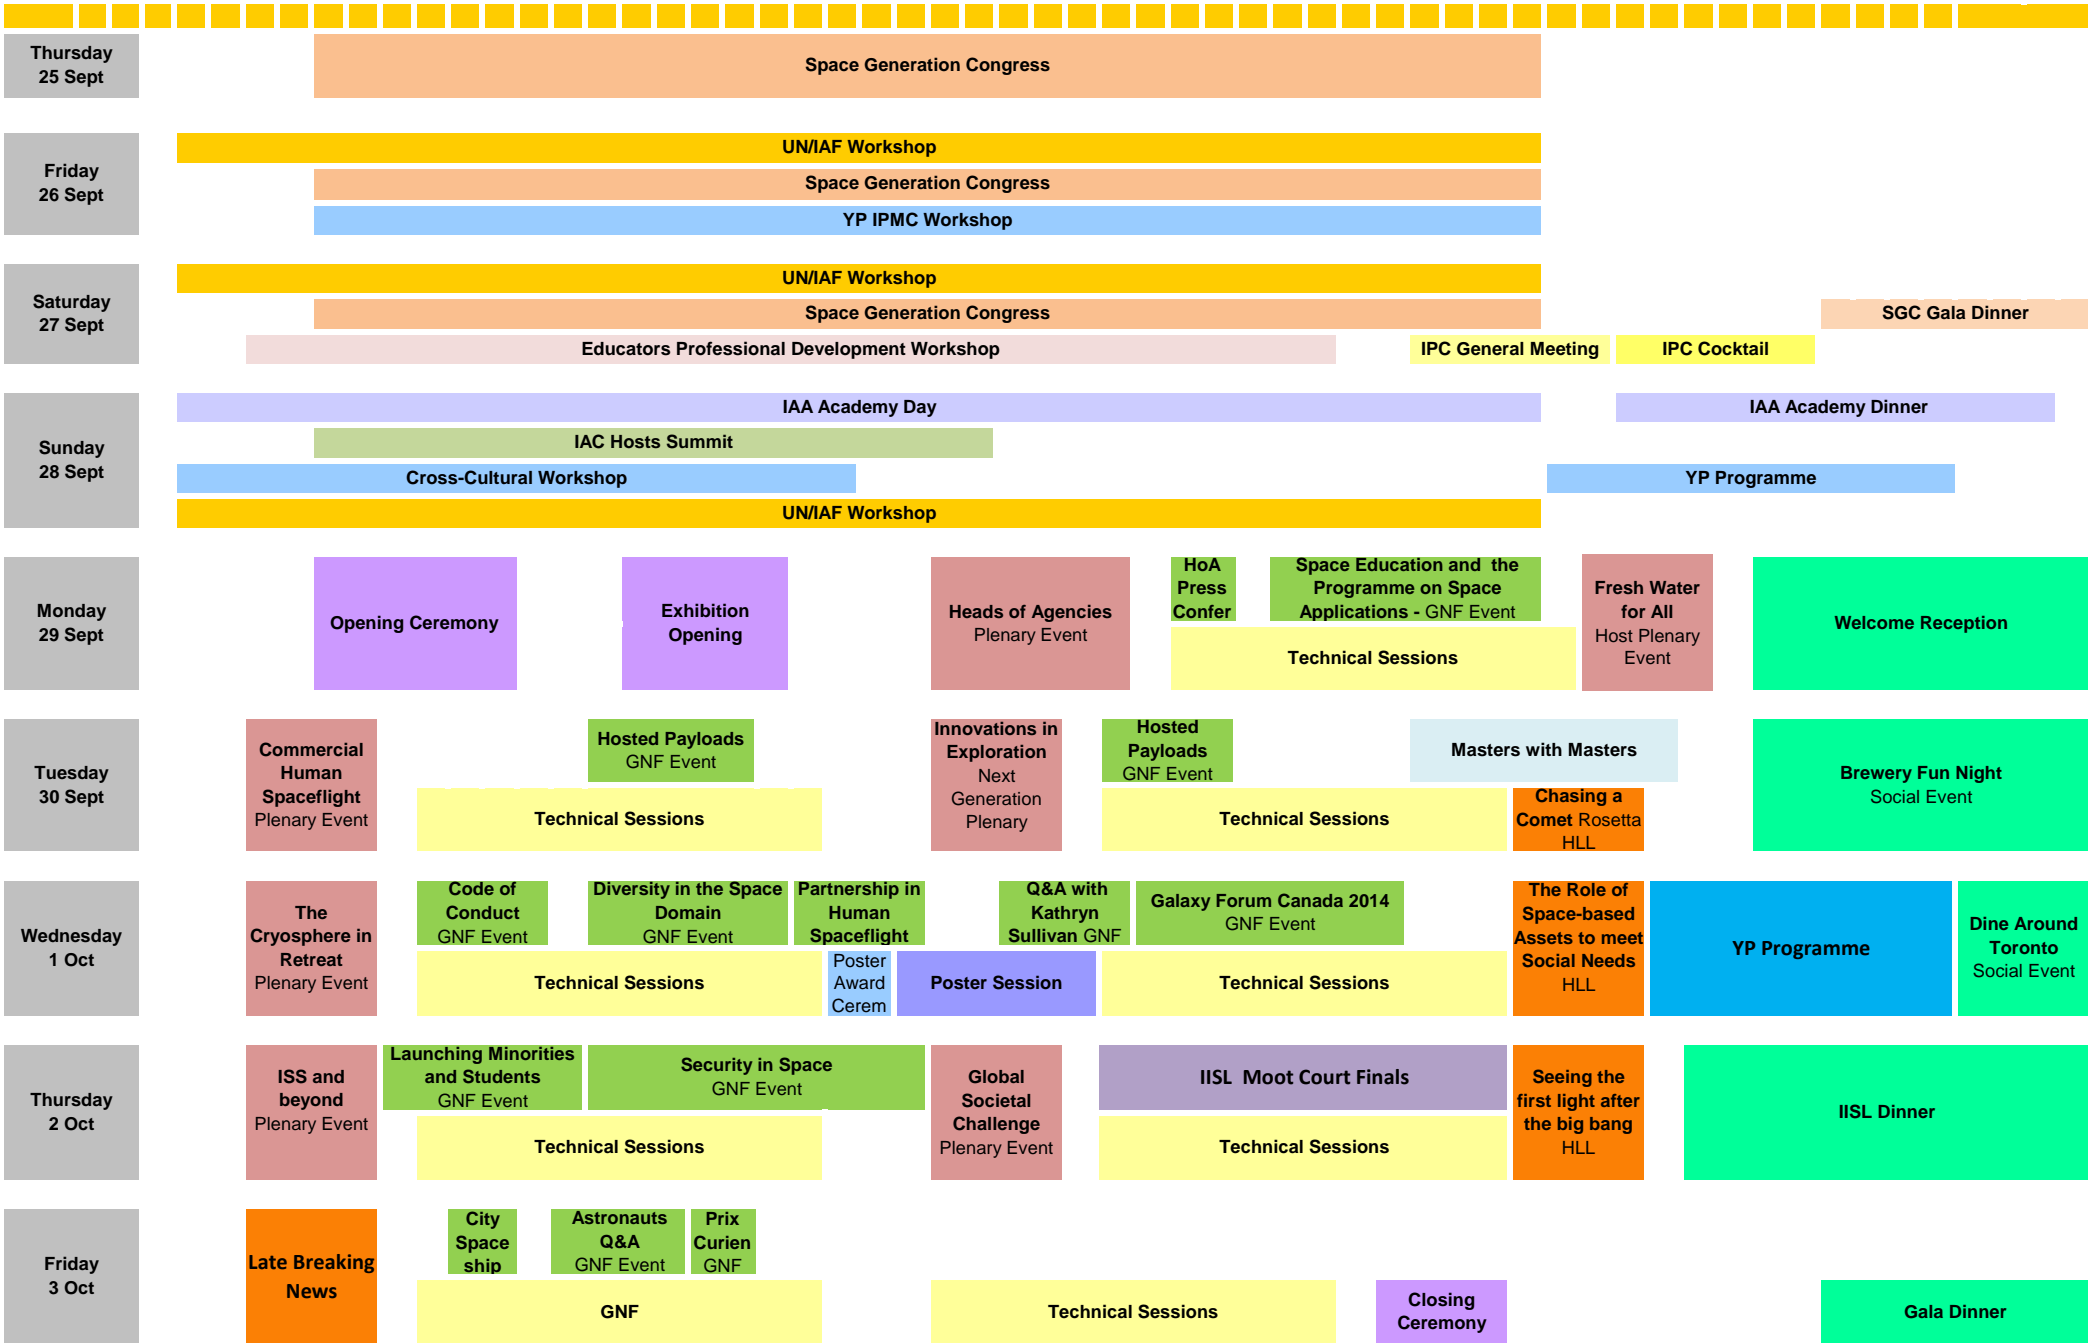 Thursday
25 Sept
Space Generation Congress
Friday
26 Sept
UN/IAF Workshop
Space Generation Congress
YP IPMC Workshop
Saturday
27 Sept
UN/IAF Workshop
Space Generation Congress
SGC Gala Dinner
Educators Professional Development Workshop
IPC General Meeting
IPC Cocktail
Sunday
28 Sept
IAA Academy Day
IAA Academy Dinner
IAC Hosts Summit
Cross-Cultural Workshop
YP Programme
UN/IAF Workshop
Monday
29 Sept
Opening Ceremony
Exhibition
Opening
Heads of Agencies
Plenary Event
HoA
Press
Confer
Space Education and the
Programme on Space
Applications - GNF Event
Technical Sessions
Fresh Water
for All
Host Plenary
Event
Welcome Reception
Tuesday
30 Sept
Commercial
Human
Spaceflight
Plenary Event
Hosted Payloads
GNF Event
Technical Sessions
Innovations in
Exploration
Next
Generation
Plenary
Hosted
Payloads
GNF Event
Technical Sessions
Masters with Masters
Chasing a
Comet Rosetta
HLL
Brewery Fun Night
Social Event
Wednesday
1 Oct
The
Cryosphere in
Retreat
Plenary Event
Code of
Conduct
GNF Event
Diversity in the Space
Domain
GNF Event
Partnership in
Human
Spaceflight
Technical Sessions
Poster
Award
Cerem
Poster Session
Q&A with
Kathryn
Sullivan GNF
Galaxy Forum Canada 2014
GNF Event
Technical Sessions
The Role of
Space-based
Assets to meet
Social Needs
HLL
YP Programme
Dine Around
Toronto
Social Event
Thursday
2 Oct
ISS and
beyond
Plenary Event
Launching Minorities
and Students
GNF Event
Security in Space
GNF Event
Technical Sessions
Global
Societal
Challenge
Plenary Event
IISL Moot Court Finals
Technical Sessions
Seeing the
first light after
the big bang
HLL
IISL Dinner
Friday
3 Oct
Late Breaking
News
City
Space
ship
Astronauts
Q&A
GNF Event
Prix
Curien
GNF
GNF
Technical Sessions
Closing
Ceremony
Gala Dinner